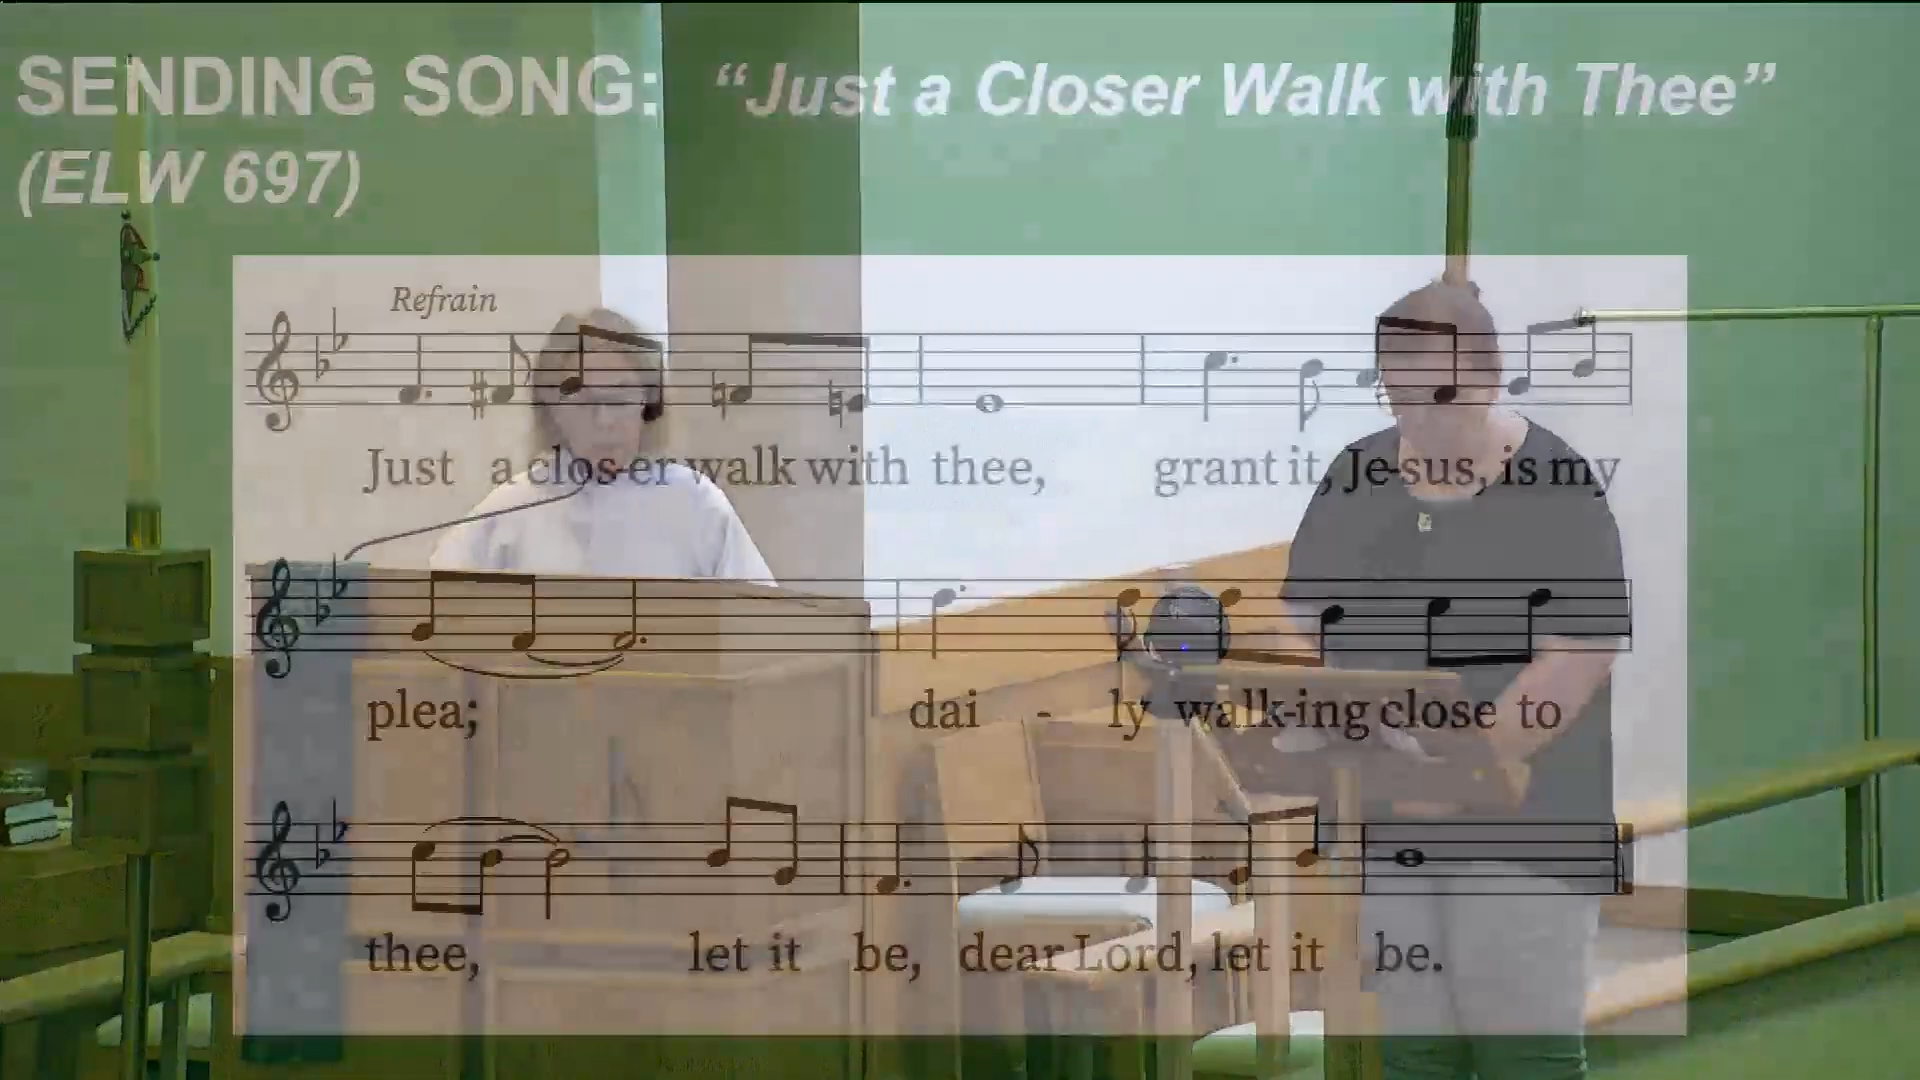 SENDING SONG: “Just a Closer Walk with Thee”
(ELW 697)
Refrain
Just a clos-er walk with thee, grant it, Je-sus, is my
plea; dai - ly walk-ing close to
thee, let it be, dear Lord, let it be.